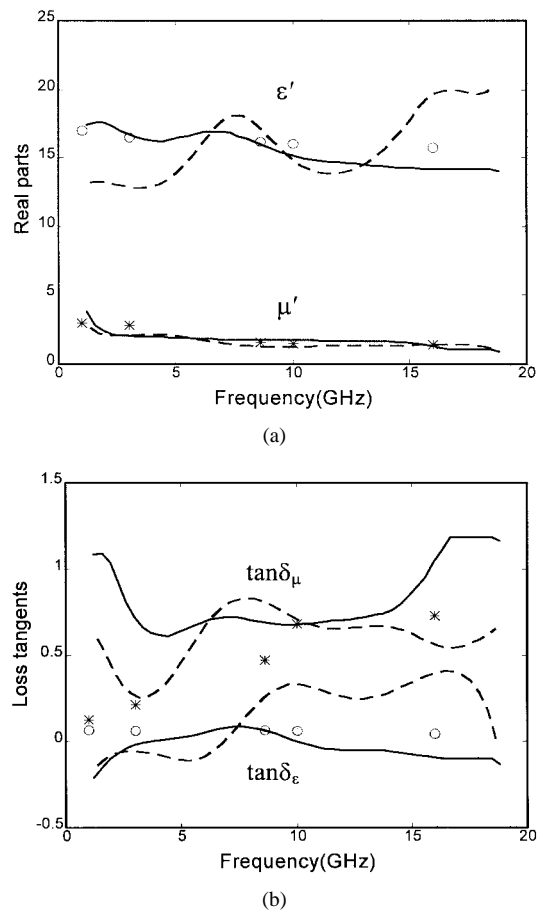 25
20
15
10
5
0
Real parts
ε′
μ′
0 5 10 15 20
Frequency(GHz)
(a)
1.5
1
0.5
0
-0.5
Loss tangents
tanδμ
tanδε
0 5 10 15 20
Frequency(GHz)
(b)